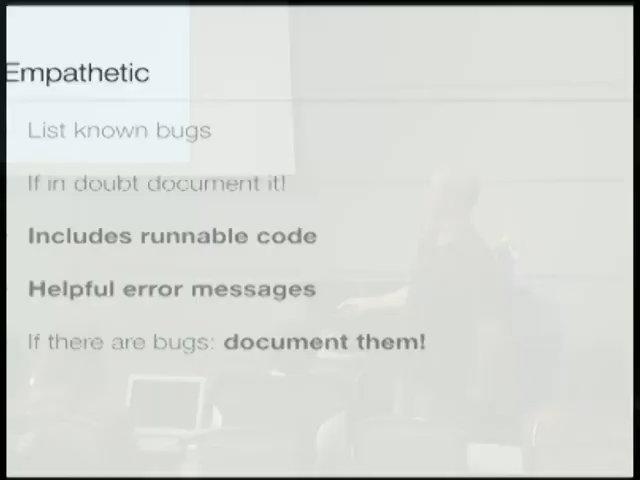 Empathetic
List known bugs
If in doubt document it!
Includes runnable code
Helpful error messages
If there are bugs: document them!